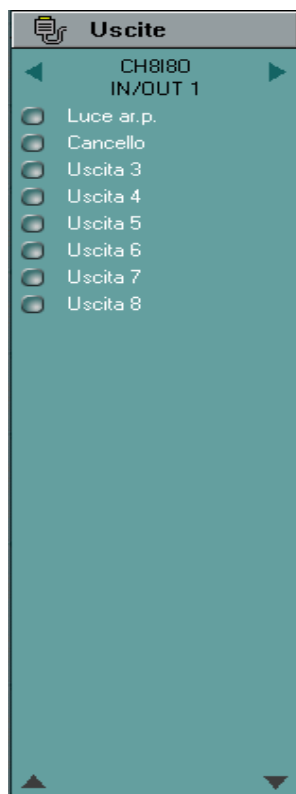 Uscite
CH8I8O
IN/OUT 1
Luce ar.p.
Cancello
Uscita 3
Uscita 4
Uscita 5
Uscita 6
Uscita 7
Uscita 8